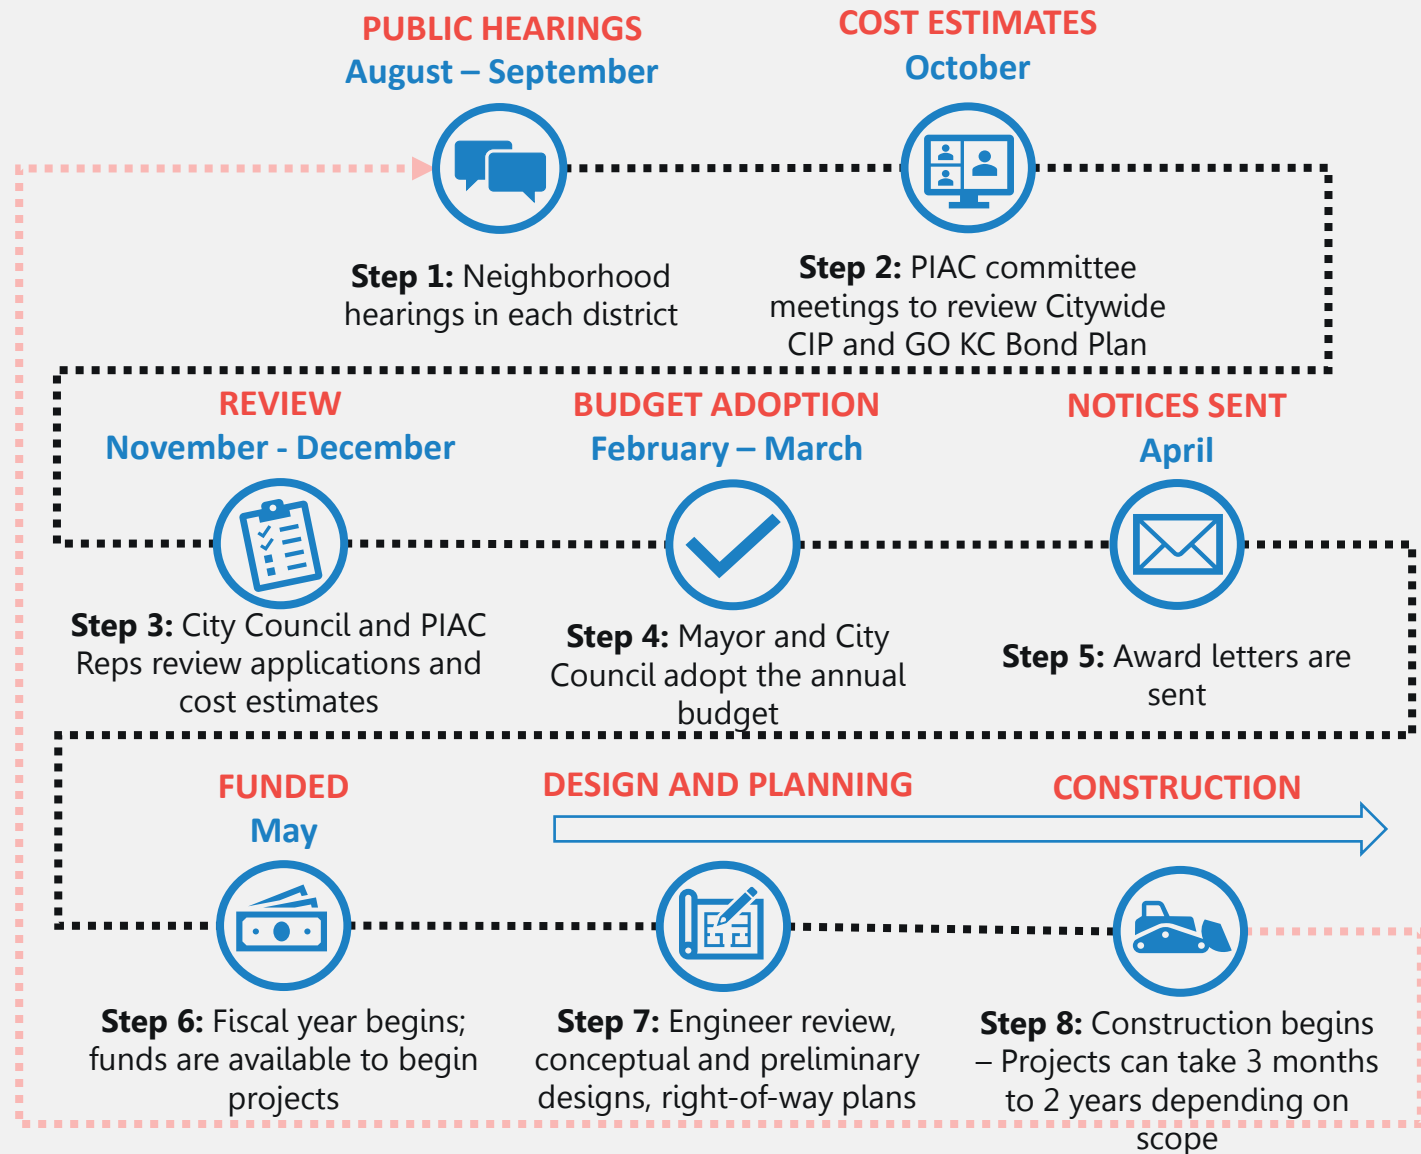 PUBLIC HEARINGS
August – September
Step 1: Neighborhood
hearings in each district
COST ESTIMATES
October
Step 2: PIAC committee
meetings to review Citywide
CIP and GO KC Bond Plan
REVIEW
November - December
Step 3: City Council and PIAC
Reps review applications and
cost estimates
BUDGET ADOPTION
February – March
Step 4: Mayor and City
Council adopt the annual
budget
NOTICES SENT
April
Step 5: Award letters are
sent
FUNDED
May
Step 6: Fiscal year begins;
funds are available to begin
projects
DESIGN AND PLANNING
Step 7: Engineer review,
conceptual and preliminary
designs, right-of-way plans
CONSTRUCTION
Step 8: Construction begins
– Projects can take 3 months
to 2 years depending on
scope